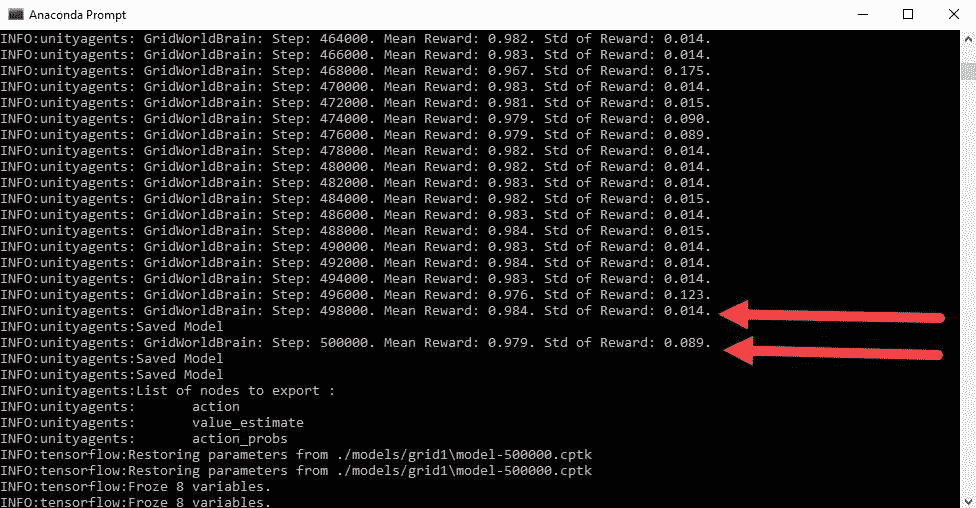 Anaconda Prompt
INFO:unityagents: GridWorldBrain: Step: 464000. Mean Reward: 0.982. Std of Reward: 0.014.
INFO:unityagents: GridWorldBrain: Step: 466000. Mean Reward: 0.983. Std of Reward: 0.014.
INFO:unityagents: GridWorldBrain: Step: 468000. Mean Reward: 0.967. Std of Reward: 0.175.
INFO:unityagents: GridWorldBrain: Step: 470000. Mean Reward: 0.983. Std of Reward: 0.014.
INFO:unityagents: GridWorldBrain: Step: 472000. Mean Reward: 0.981. Std of Reward: 0.015.
INFO:unityagents: GridWorldBrain: Step: 474000. Mean Reward: 0.979. Std of Reward: 0.090.
INFO:unityagents: GridWorldBrain: Step: 476000. Mean Reward: 0.979. Std of Reward: 0.089.
INFO:unityagents: GridWorldBrain: Step: 478000. Mean Reward: 0.982. Std of Reward: 0.014.
INFO:unityagents: GridWorldBrain: Step: 480000. Mean Reward: 0.982. Std of Reward: 0.014.
INFO:unityagents: GridWorldBrain: Step: 482000. Mean Reward: 0.983. Std of Reward: 0.014.
INFO:unityagents: GridWorldBrain: Step: 484000. Mean Reward: 0.982. Std of Reward: 0.015.
INFO:unityagents: GridWorldBrain: Step: 486000. Mean Reward: 0.983. Std of Reward: 0.014.
INFO:unityagents: GridWorldBrain: Step: 488000. Mean Reward: 0.984. Std of Reward: 0.015.
INFO:unityagents: GridWorldBrain: Step: 490000. Mean Reward: 0.983. Std of Reward: 0.014.
INFO:unityagents: GridWorldBrain: Step: 492000. Mean Reward: 0.984. Std of Reward: 0.014.
INFO:unityagents: GridWorldBrain: Step: 494000. Mean Reward: 0.983. Std of Reward: 0.014.
INFO:unityagents: GridWorldBrain: Step: 496000. Mean Reward: 0.976. Std of Reward: 0.123.
INFO:unityagents: GridWorldBrain: Step: 498000. Mean Reward: 0.984. Std of Reward: 0.014.
INFO:unityagents:Saved Model
INFO:unityagents: GridWorldBrain: Step: 500000. Mean Reward: 0.979. Std of Reward: 0.089.
INFO:unityagents:Saved Model
INFO:unityagents:Saved Model
INFO:unityagents:List of nodes to export :
INFO:unityagents:       action
INFO:unityagents:       value_estimate
INFO:unityagents:       action_probs
INFO:tensorflow:Restoring parameters from ./models/grid1\model-500000.cptk
INFO:tensorflow:Restoring parameters from ./models/grid1\model-500000.cptk
INFO:tensorflow:Froze 8 variables.
INFO:tensorflow:Froze 8 variables.